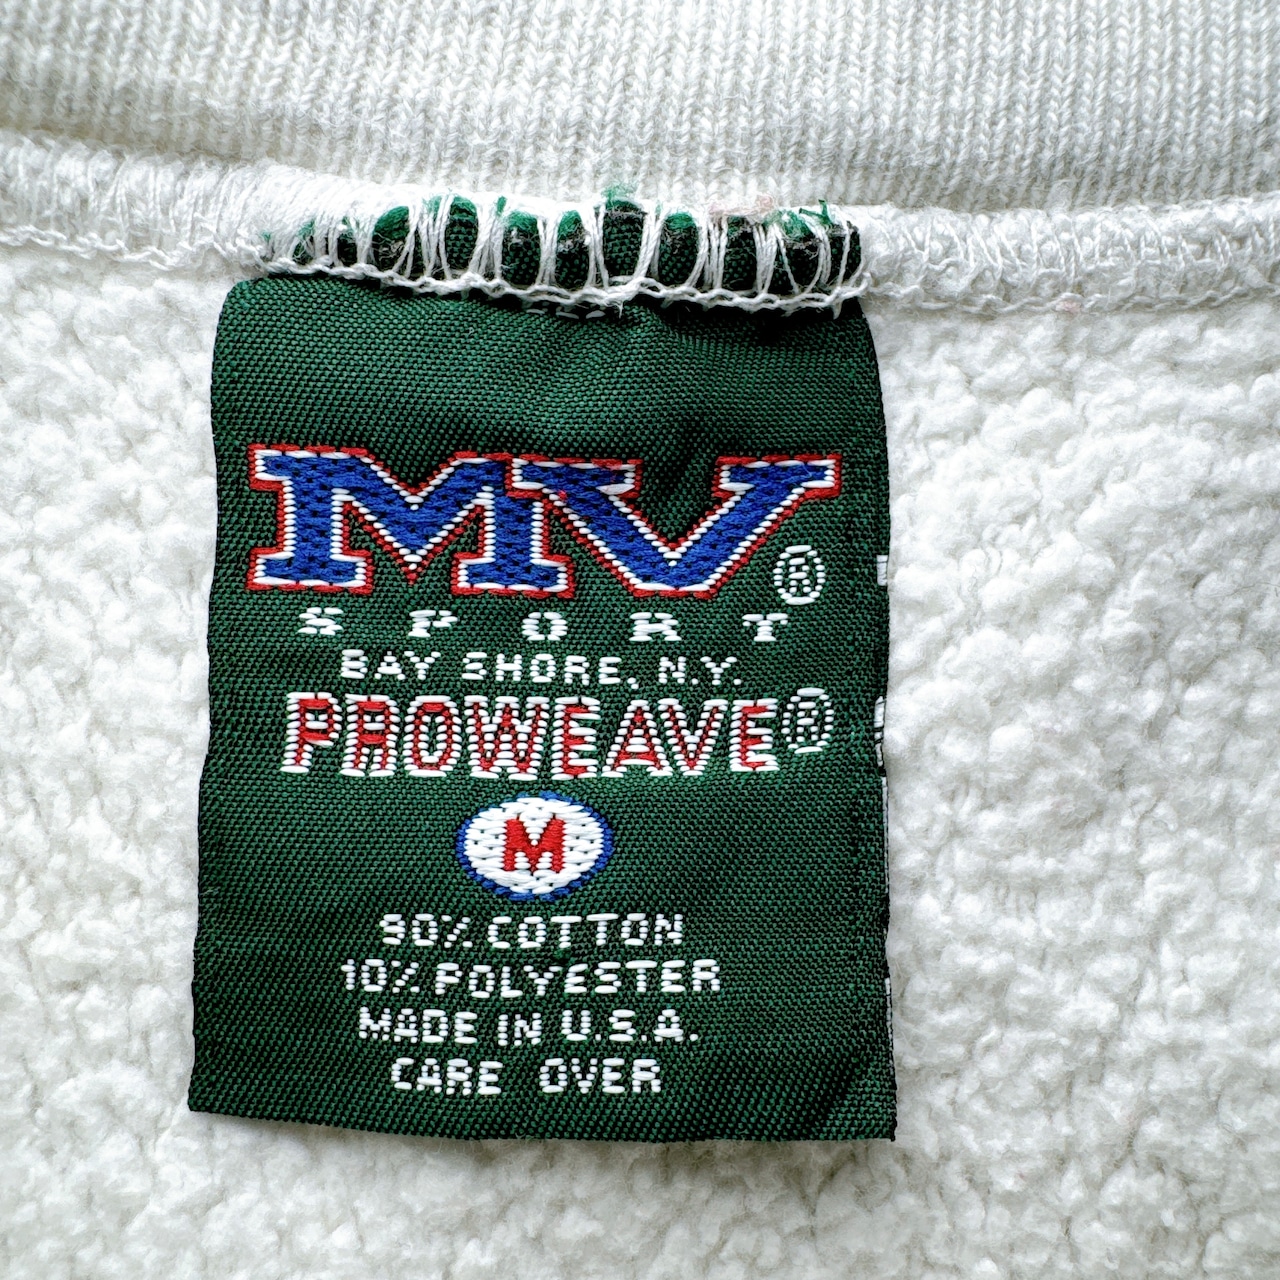 MV®
SPORT
BAY SHORE, N.Y.
PROWEAVE®
M
90% COTTON
10% POLYESTER
MADE IN U.S.A.
CARE OVER